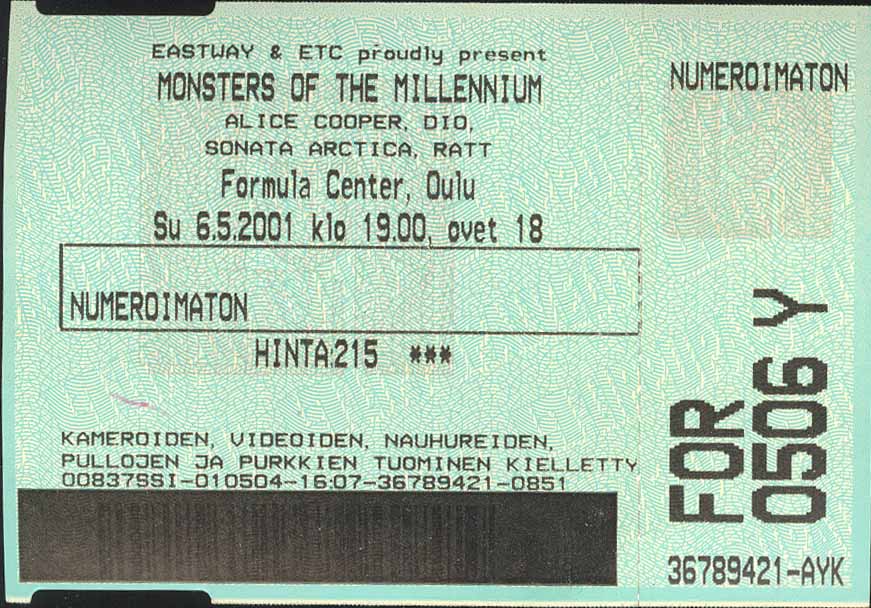 EASTWAY & ETC proudly present
MONSTERS OF THE MILLENNIUM
ALICE COOPER, DIO,
SONATA ARCTICA, RATT
Formula Center, Oulu
Su 6.5.2001 klo 19.00, ovet 18
NUMEROIMATON
HINTA:215 ***
KAMEROIDEN, VIDEOIDEN, NAUHUREIDEN,
PULLOJEN JA PURKKIEN TUOMINEN KIELLETTY
00837SSI-010504-16:07-36789421-0851
NUMEROIMATON
FOR
0506 Y
36789421-AYK